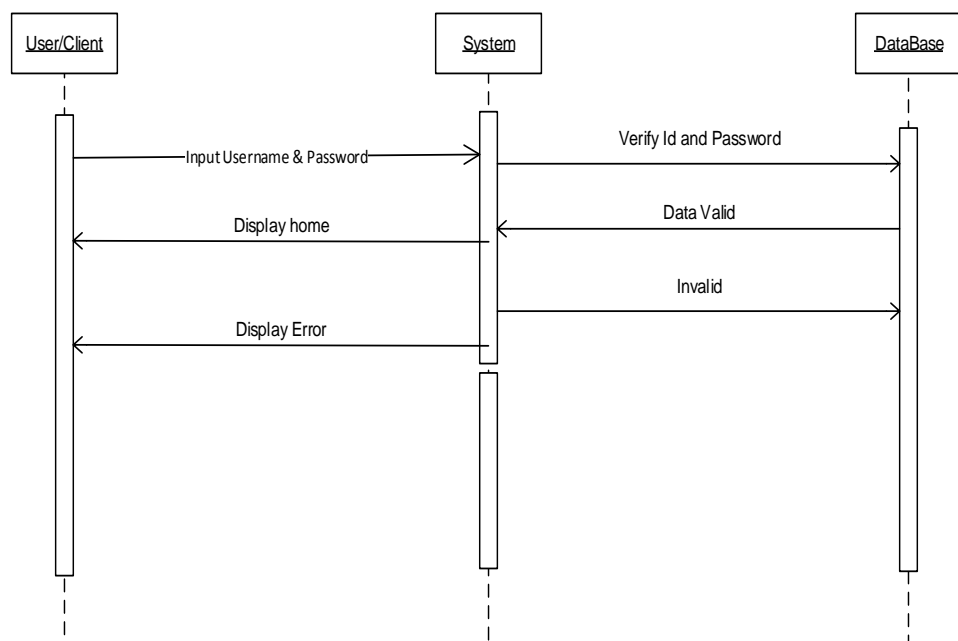 User/Client
System
DataBase
Input Username & Password
Verify Id and Password
Data Valid
Display home
Invalid
Display Error